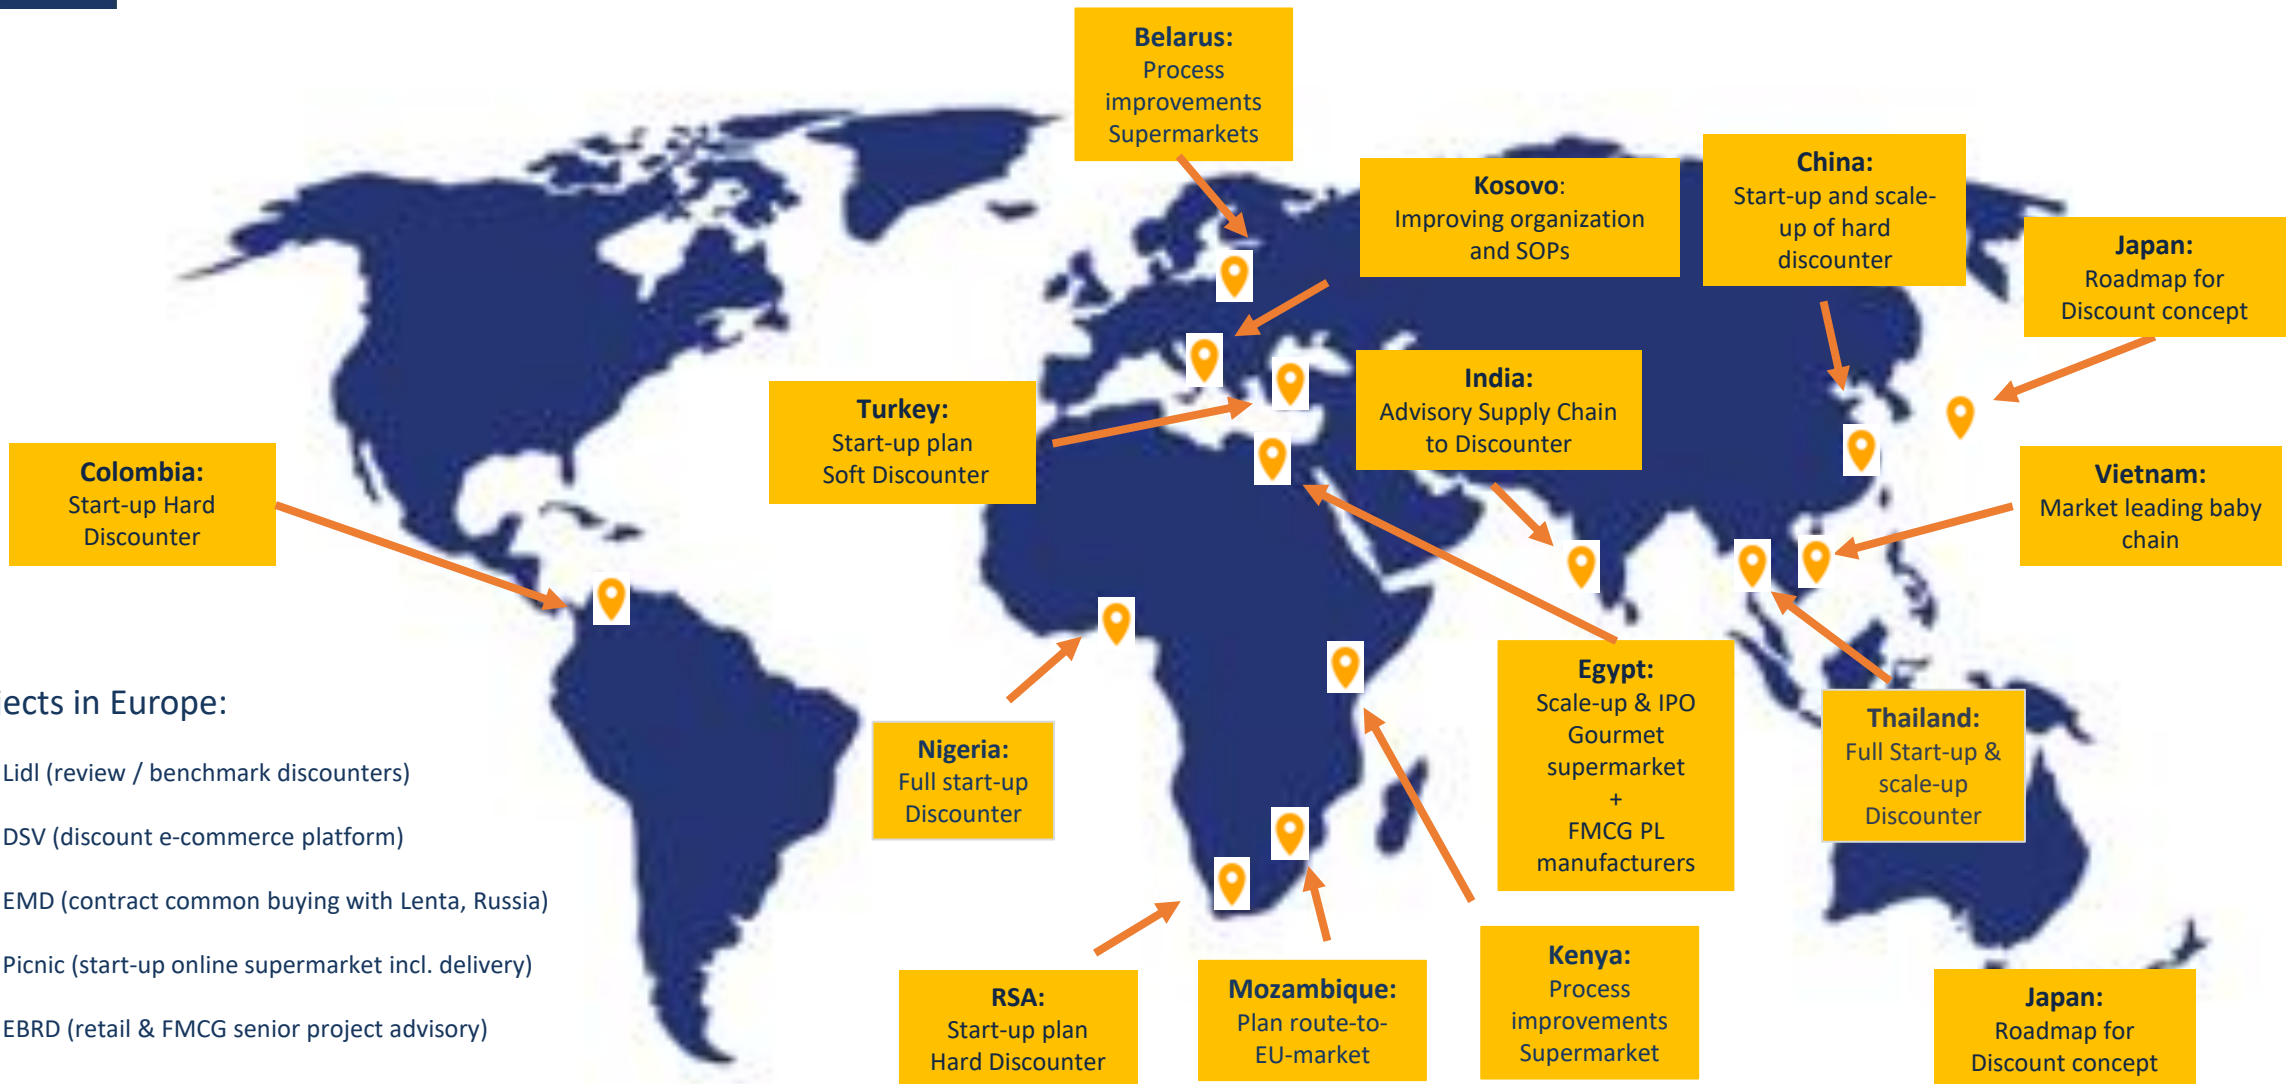 Belarus:
Process
improvements
Supermarkets
Kosovo:
Improving organization
and SOPs
China:
Start-up and scale-
up of hard
discounter
Japan:
Roadmap for
Discount concept
Turkey:
Start-up plan
Soft Discounter
India:
Advisory Supply Chain
to Discounter
Colombia:
Start-up Hard
Discounter
Vietnam:
Market leading baby
chain
Egypt:
Scale-up & IPO
Gourmet
supermarket
+
FMCG PL
manufacturers
Thailand:
Full Start-up &
scale-up
Discounter
Nigeria:
Full start-up
Discounter
jects in Europe:
Lidl (review / benchmark discounters)
DSV (discount e-commerce platform)
EMD (contract common buying with Lenta, Russia)
Picnic (start-up online supermarket incl. delivery)
EBRD (retail & FMCG senior project advisory)
RSA:
Start-up plan
Hard Discounter
Mozambique:
Plan route-to-
EU-market
Kenya:
Process
improvements
Supermarket
Japan:
Roadmap for
Discount concept